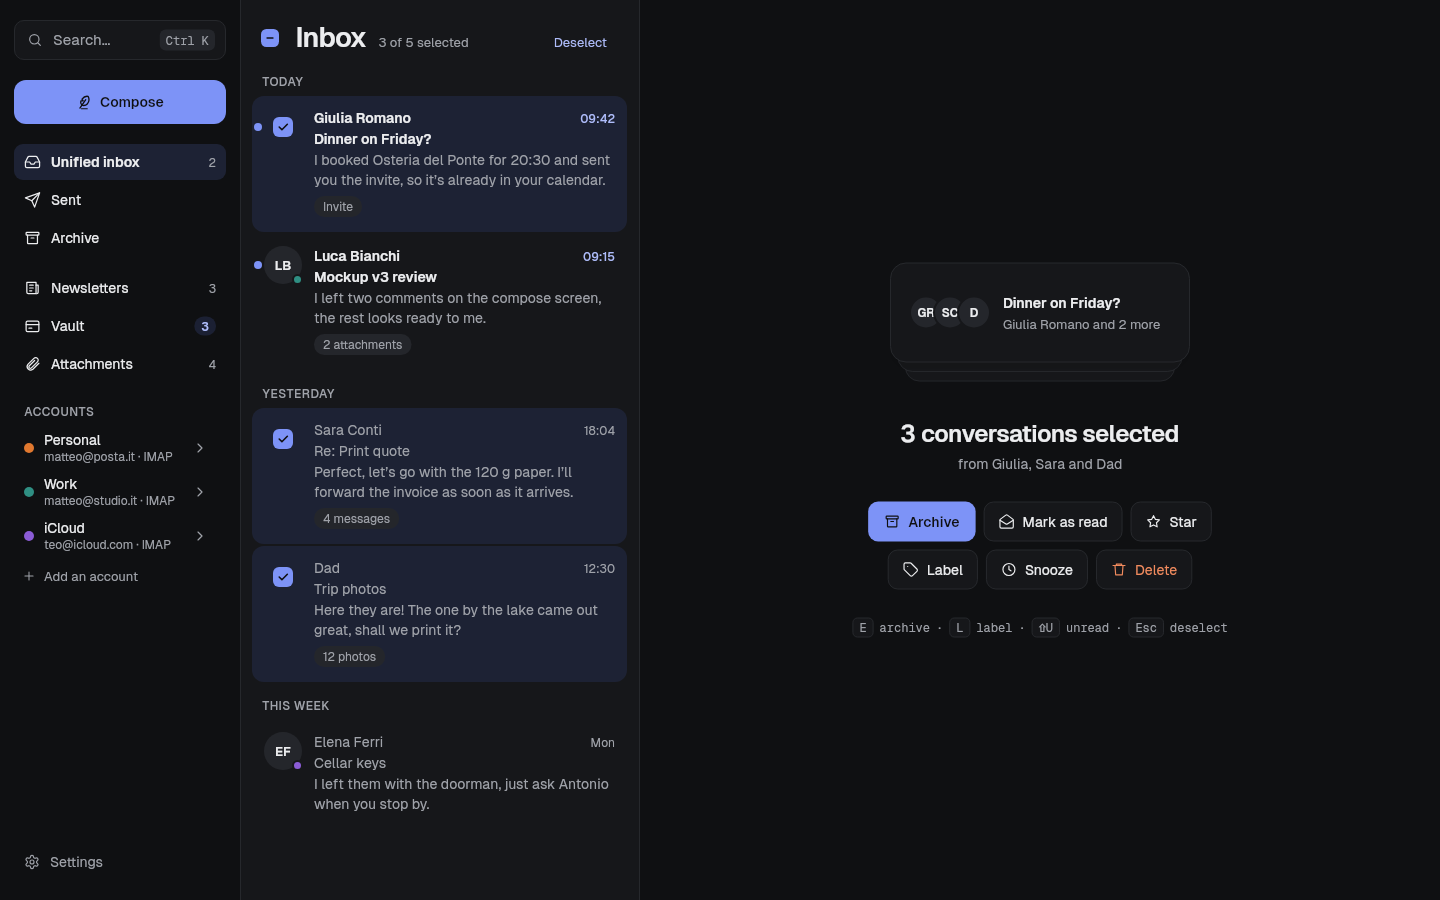 Search...
Ctrl K
Compose
Unified inbox 2
Sent
Archive
Newsletters 3
Vault 3
Attachments 4
ACCOUNTS
Personal
matteo@posta.it · IMAP
Work
matteo@studio.it · IMAP
iCloud
teo@icloud.com · IMAP
Add an account
Settings
Inbox 3 of 5 selected Deselect
TODAY
Giulia Romano 09:42
Dinner on Friday?
I booked Osteria del Ponte for 20:30 and sent
you the invite, so it’s already in your calendar.
Invite
LB
Luca Bianchi 09:15
Mockup v3 review
I left two comments on the compose screen,
the rest looks ready to me.
2 attachments
YESTERDAY
Sara Conti 18:04
Re: Print quote
Perfect, let’s go with the 120 g paper. I’ll
forward the invoice as soon as it arrives.
4 messages
Dad 12:30
Trip photos
Here they are! The one by the lake came out
great, shall we print it?
12 photos
THIS WEEK
EF
Elena Ferri Mon
Cellar keys
I left them with the doorman, just ask Antonio
when you stop by.
GR SC D
Dinner on Friday?
Giulia Romano and 2 more
3 conversations selected
from Giulia, Sara and Dad
Archive Mark as read Star
Label Snooze Delete
E archive · L label · ⇧U unread · Esc deselect